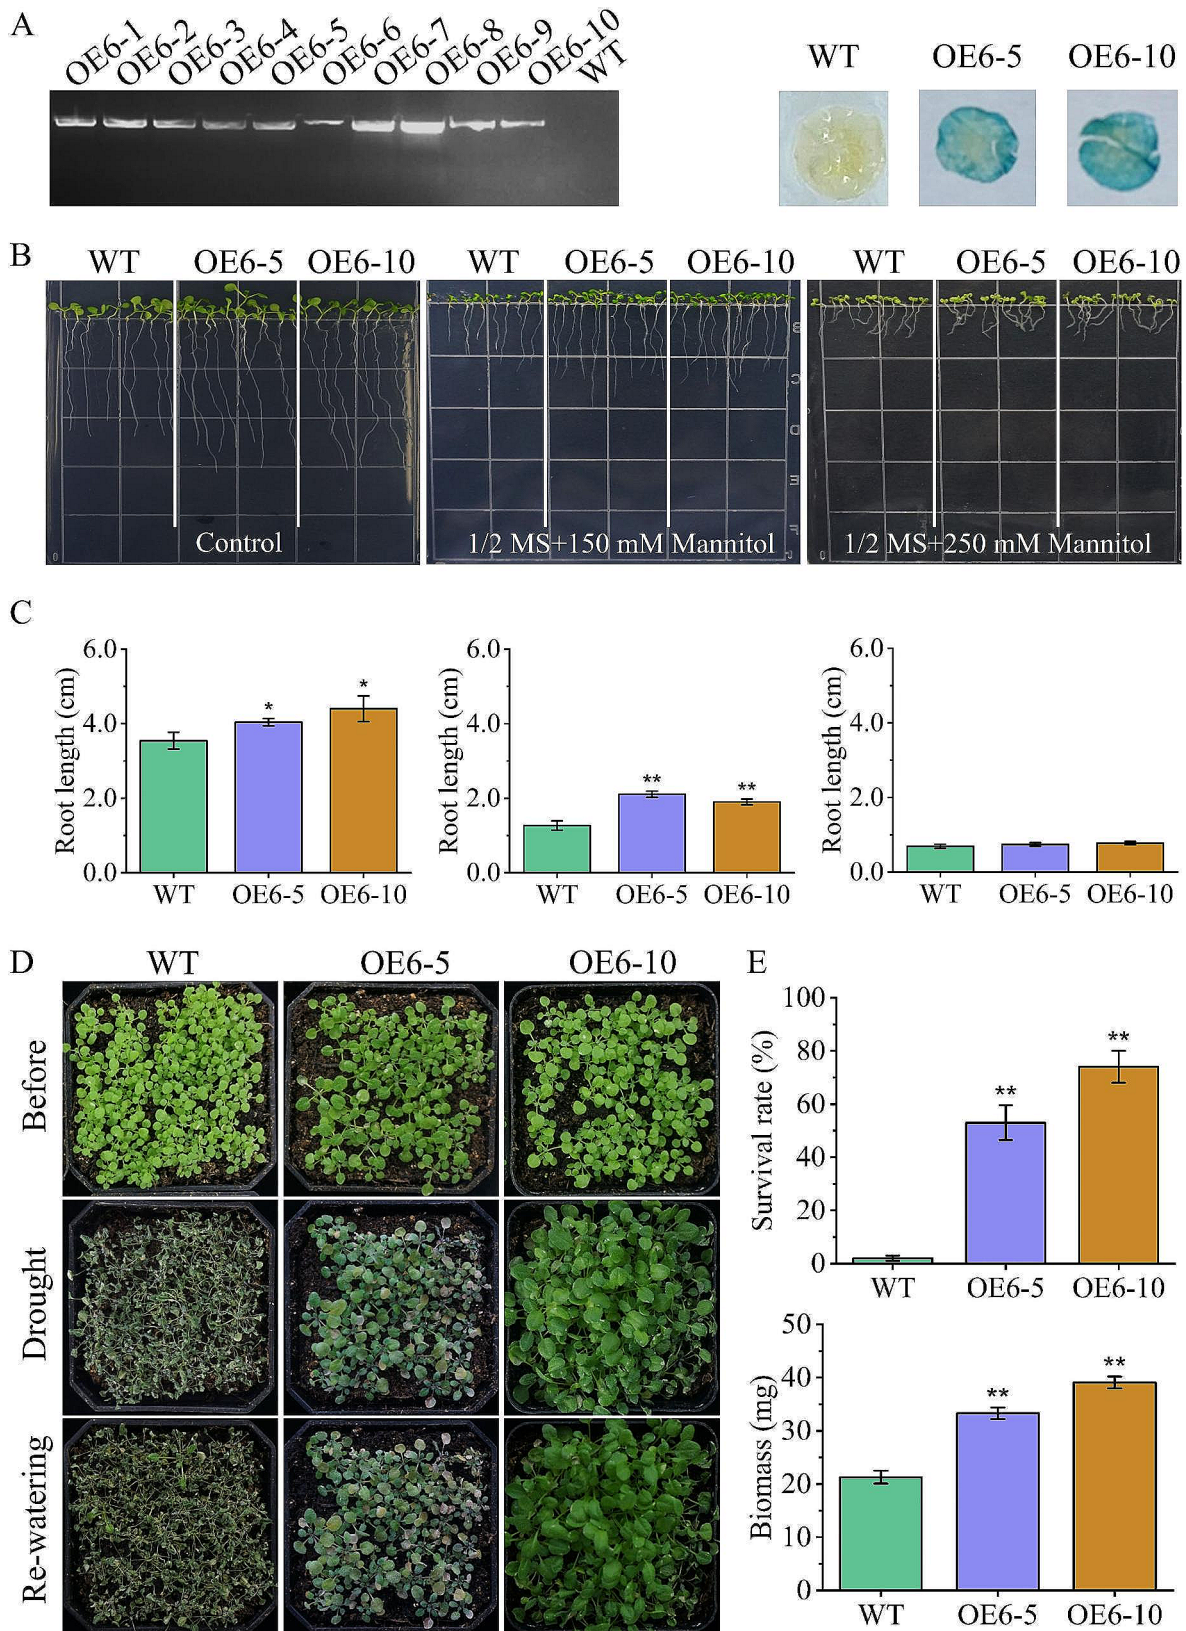 A
OE6-1 OE6-2 OE6-3 OE6-4 OE6-5 OE6-6 OE6-7 OE6-8 OE6-9 OE6-10 WT
WT OE6-5 OE6-10
B
WT OE6-5 OE6-10 WT OE6-5 OE6-10 WT OE6-5 OE6-10
Control
1/2 MS+150 mM Mannitol
1/2 MS+250 mM Mannitol
C
Root length (cm)
6.0
4.0
2.0
0.0
* *
WT OE6-5 OE6-10
Root length (cm)
6.0
4.0
2.0
0.0
** **
WT OE6-5 OE6-10
Root length (cm)
6.0
4.0
2.0
0.0
WT OE6-5 OE6-10
D
WT OE6-5 OE6-10
Before
Drought
Re-watering
E
Survival rate (%)
100
80
60
40
20
0
** **
WT OE6-5 OE6-10
Biomass (mg)
50
40
30
20
10
0
** **
WT OE6-5 OE6-10